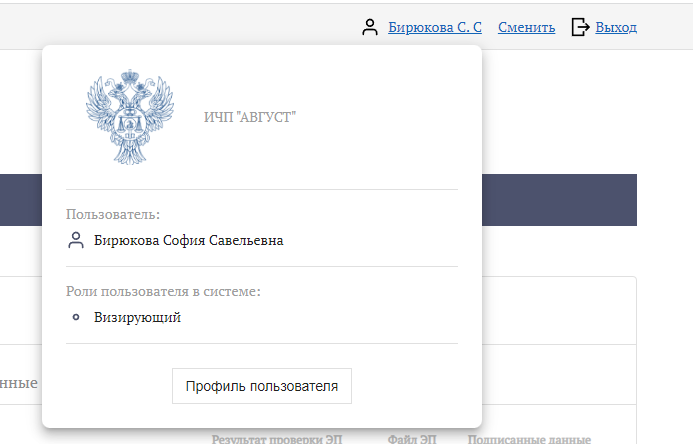 Бирюкова С. С Сменить Выход
ИЧП "АВГУСТ"
Пользователь:
Бирюкова София Савельевна
Роли пользователя в системе:
Визирующий
нные
Профиль пользователя
Результат проверки ЭП Файл ЭП Подписанные данные